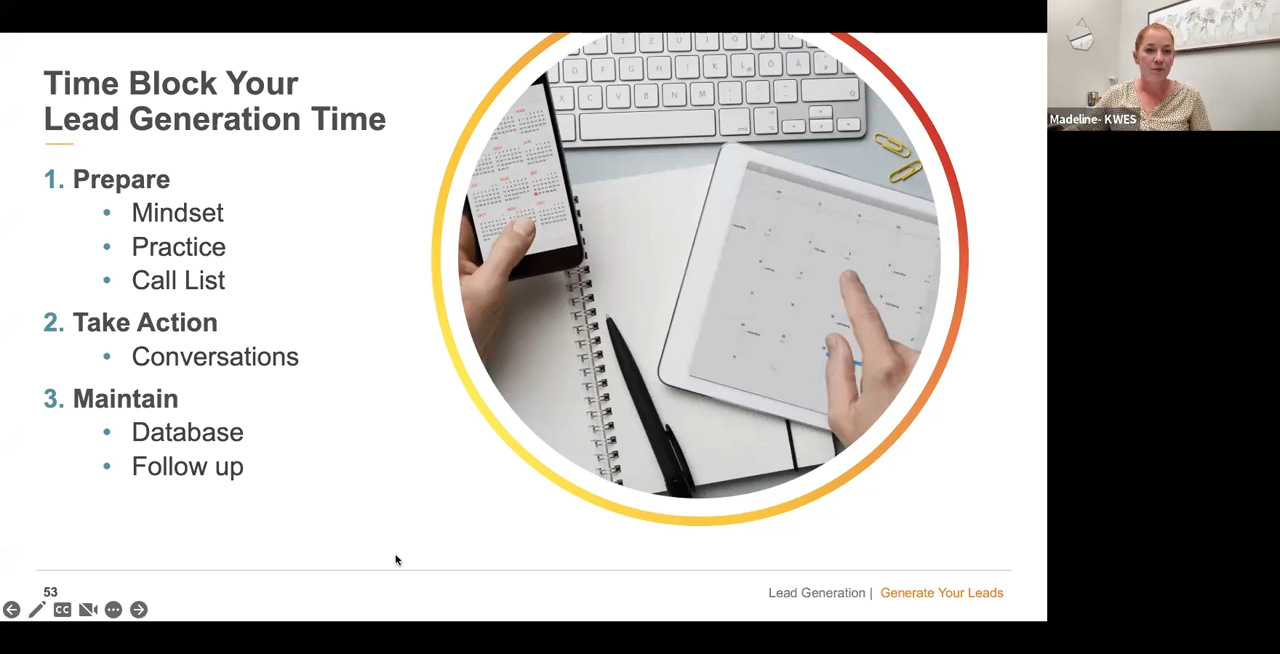 Time Block Your
Lead Generation Time
1. Prepare
• Mindset
• Practice
• Call List
2. Take Action
• Conversations
3. Maintain
• Database
• Follow up
53
Lead Generation | Generate Your Leads
CC
Madeline- KWES